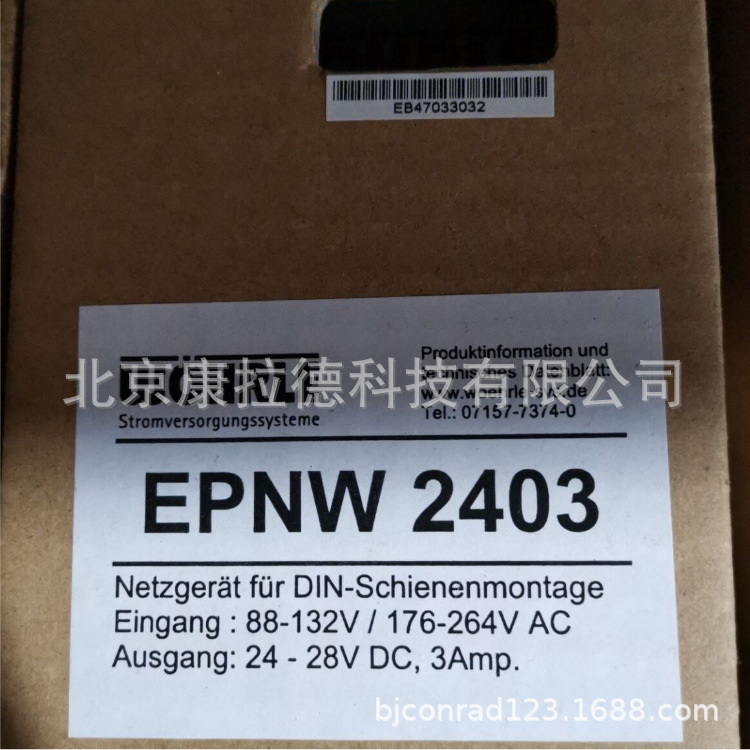 EB47033032
Produktinformation und
technisches Datenblatt:
北京康拉德科技有限公司
Tel.: 07157-7374-0
Stromversorgungssysteme
EPNW 2403
Netzgerät für DIN-Schienenmontage
Eingang : 88-132V / 176-264V AC
Ausgang: 24 - 28V DC, 3Amp.
bjconrad123.1688.com